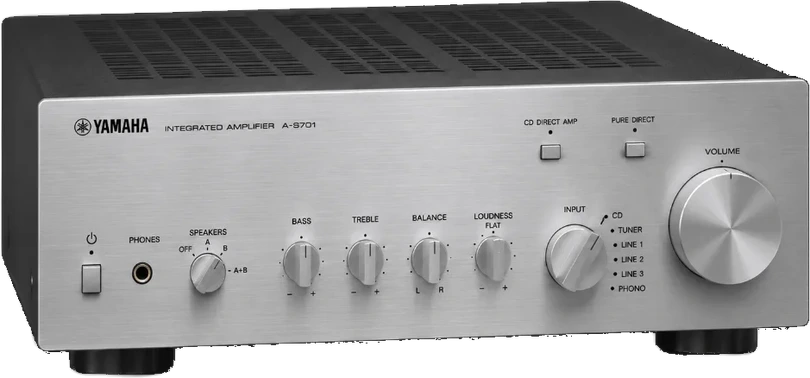 YAMAHA INTEGRATED AMPLIFIER A-S701
CD DIRECT AMP
PURE DIRECT
VOLUME
PHONES
SPEAKERS
OFF A B A+B
BASS
- +
TREBLE
- +
BALANCE
L R
LOUDNESS
FLAT
- +
INPUT
CD
TUNER
LINE 1
LINE 2
LINE 3
PHONO